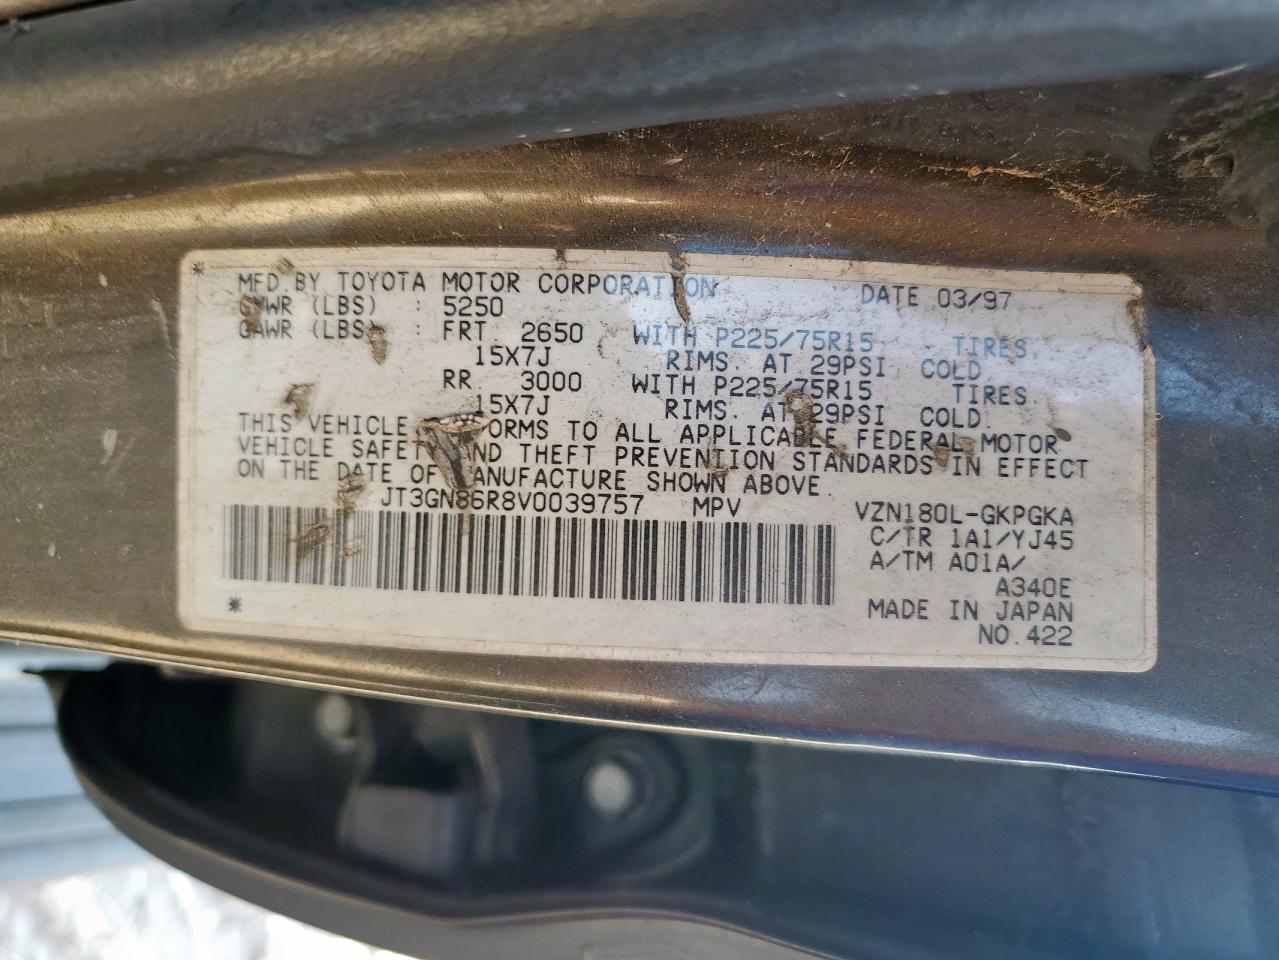 *
MFD.BY TOYOTA MOTOR CORPORATION DATE 03/97
GVWR (LBS) : 5250
GAWR (LBS) : FRT 2650 WITH P225/75R15 TIRES,
15X7J RIMS. AT 29PSI COLD
RR 3000 WITH P225/75R15 TIRES
15X7J RIMS. AT 29PSI COLD.
THIS VEHICLE ORMS TO ALL APPLICABLE FEDERAL MOTOR
VEHICLE SAFETY AND THEFT PREVENTION STANDARDS IN EFFECT
ON THE DATE OF MANUFACTURE SHOWN ABOVE.
JT3GN86R8V0039757 MPV VZN180L-GKPGKA
C/TR 1A1/YJ45
A/TM A01A/
A340E
* MADE IN JAPAN
NO.422